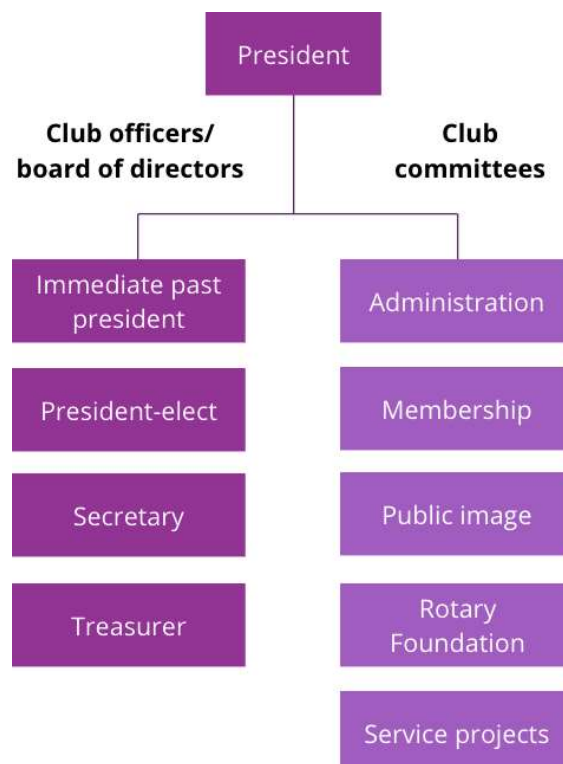 President
Club officers/
board of directors
Club
committees
Immediate past
president
President-elect
Secretary
Treasurer
Administration
Membership
Public image
Rotary
Foundation
Service projects